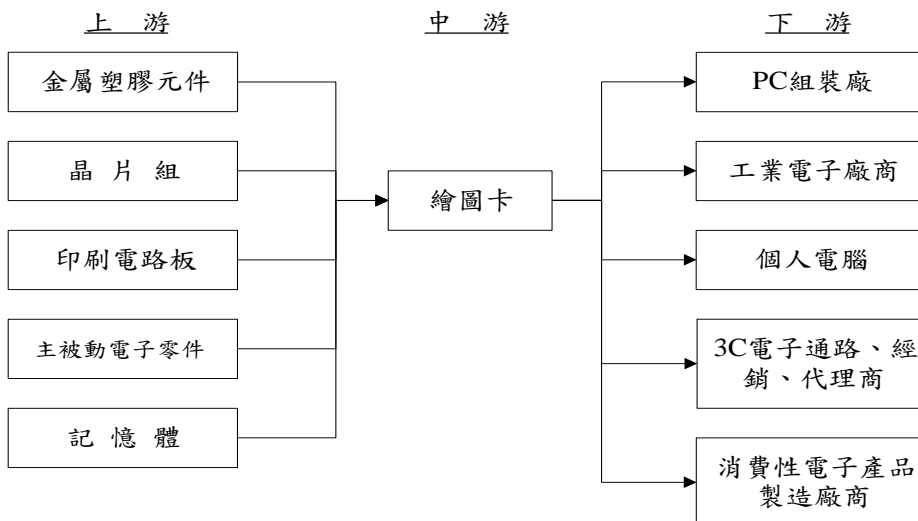 上 游
中 游
下 游
金屬塑膠元件
晶 片 組
印刷電路板
主被動電子零件
記 憶 體
繪圖卡
PC組裝廠
工業電子廠商
個人電腦
3C電子通路、經
銷、代理商
消費性電子產品
製造廠商